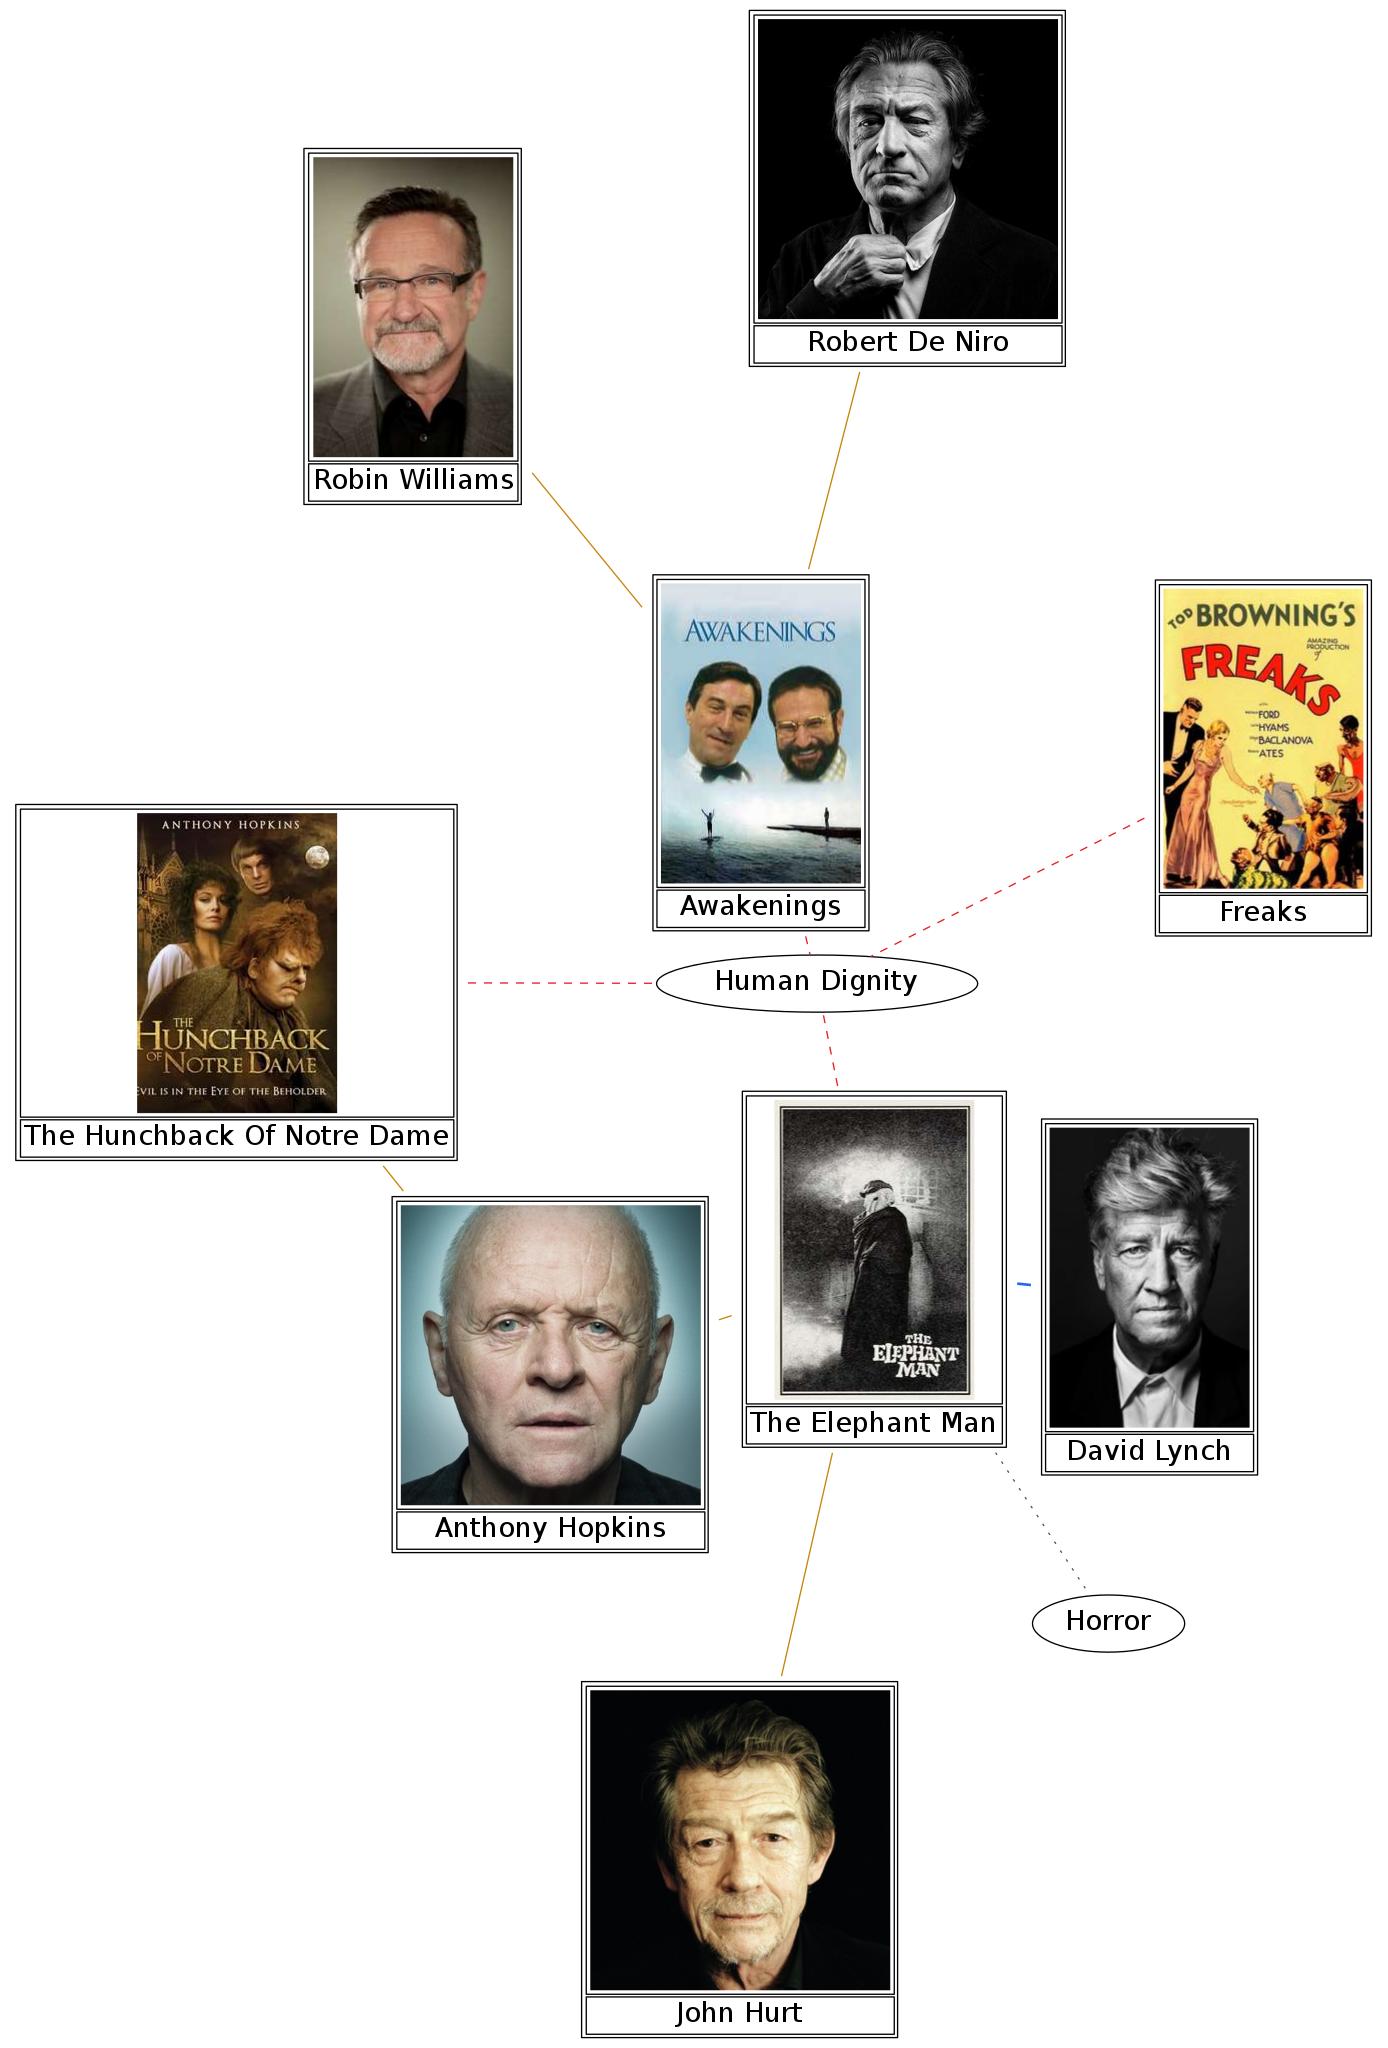 Robert De Niro
Robin Williams
AWAKENINGS
Awakenings
TOD BROWNING'S
AMAZING
PRODUCTION
of
FREAKS
FORD
HYAMS
BACLANOVA
ATES
Freaks
ANTHONY HOPKINS
THE
HUNCHBACK
OF NOTRE DAME
EVIL IS IN THE EYE OF THE BEHOLDER
The Hunchback Of Notre Dame
Human Dignity
THE
ELEPHANT
MAN
The Elephant Man
David Lynch
Anthony Hopkins
Horror
John Hurt